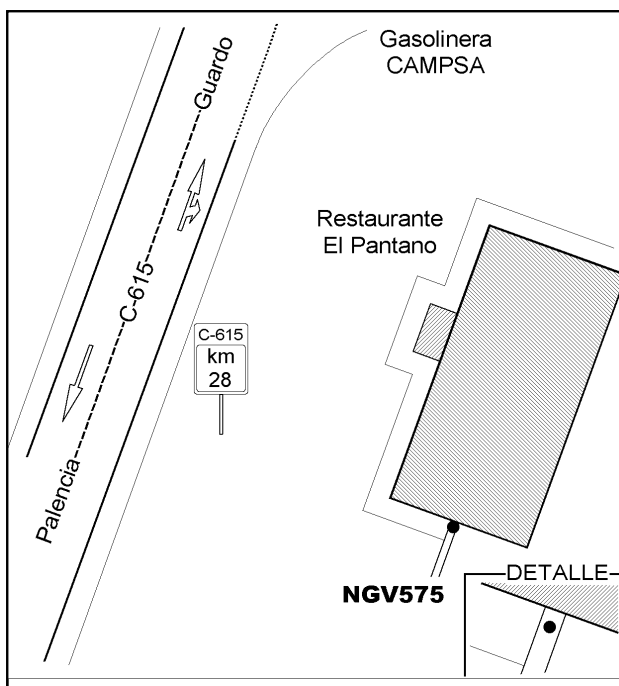 Gasolinera
CAMPSA
Guardo
Restaurante
El Pantano
C-615
C-615
km
28
Palencia
NGV575
DETALLE